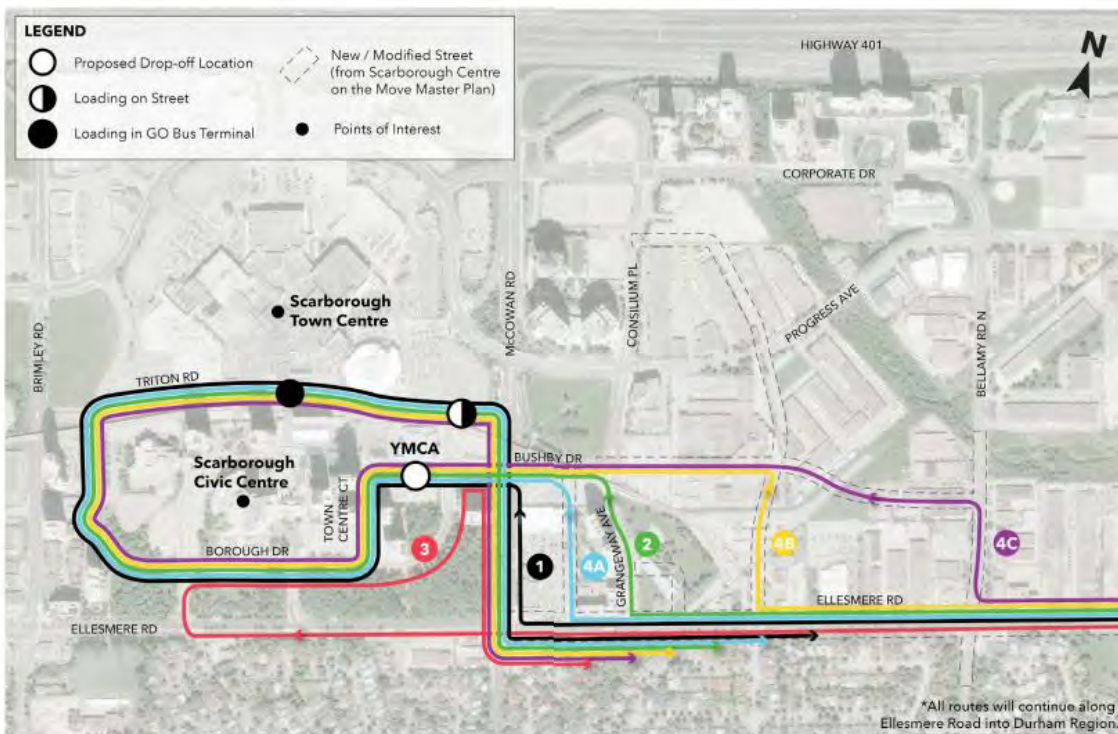 LEGEND
Proposed Drop-off Location
Loading on Street
Loading in GO Bus Terminal
New / Modified Street
(from Scarborough Centre
on the Move Master Plan)
Points of Interest
HIGHWAY 401
N
CORPORATE DR
McCOWAN RD
CONSILIUM PL
PROGRESS AVE
BELLAMY RD N
BRIMLEY RD
Scarborough
Town Centre
TRITON RD
YMCA
BUSHBY DR
Scarborough
Civic Centre
TOWN
CENTRE CT
BOROUGH DR
GRANGEWAY AVE
3
1
4A
2
4B
4C
ELLESMERE RD
ELLESMERE RD
*All routes will continue along
Ellesmere Road into Durham Region.